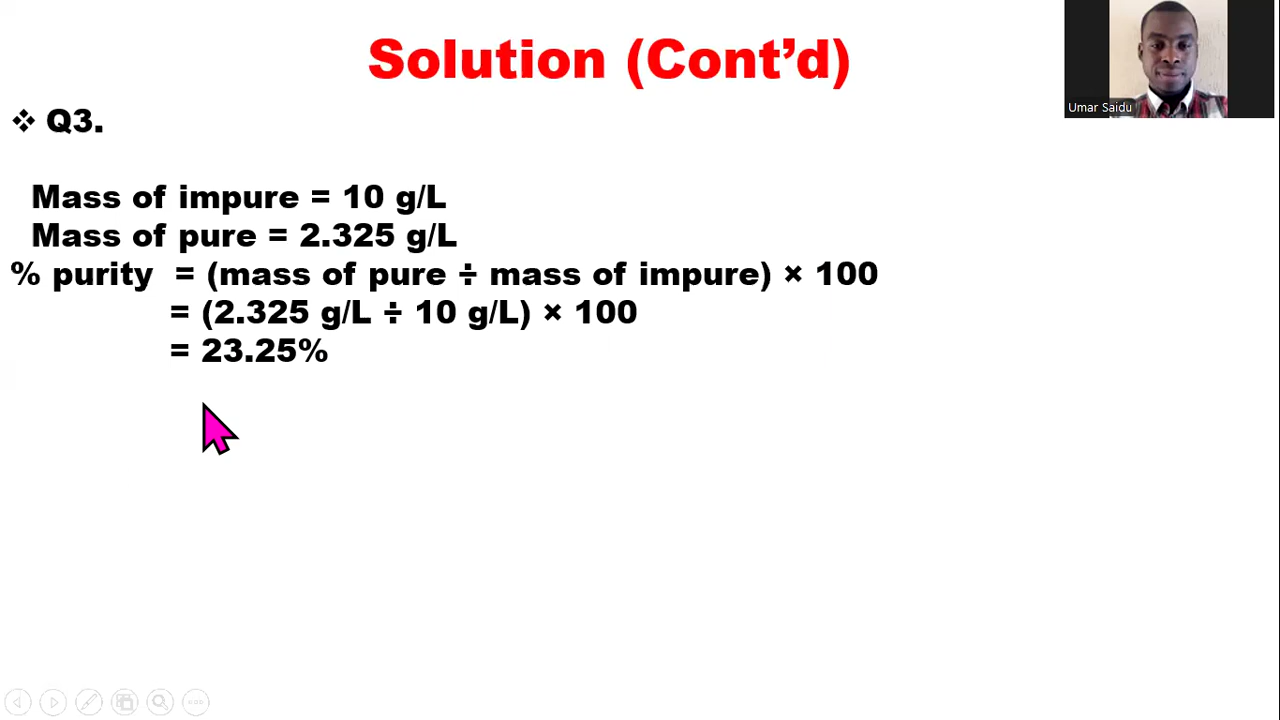 Solution (Cont’d)
Umar Saidu
❖ Q3.
Mass of impure = 10 g/L
Mass of pure = 2.325 g/L
% purity = (mass of pure ÷ mass of impure) × 100
= (2.325 g/L ÷ 10 g/L) × 100
= 23.25%